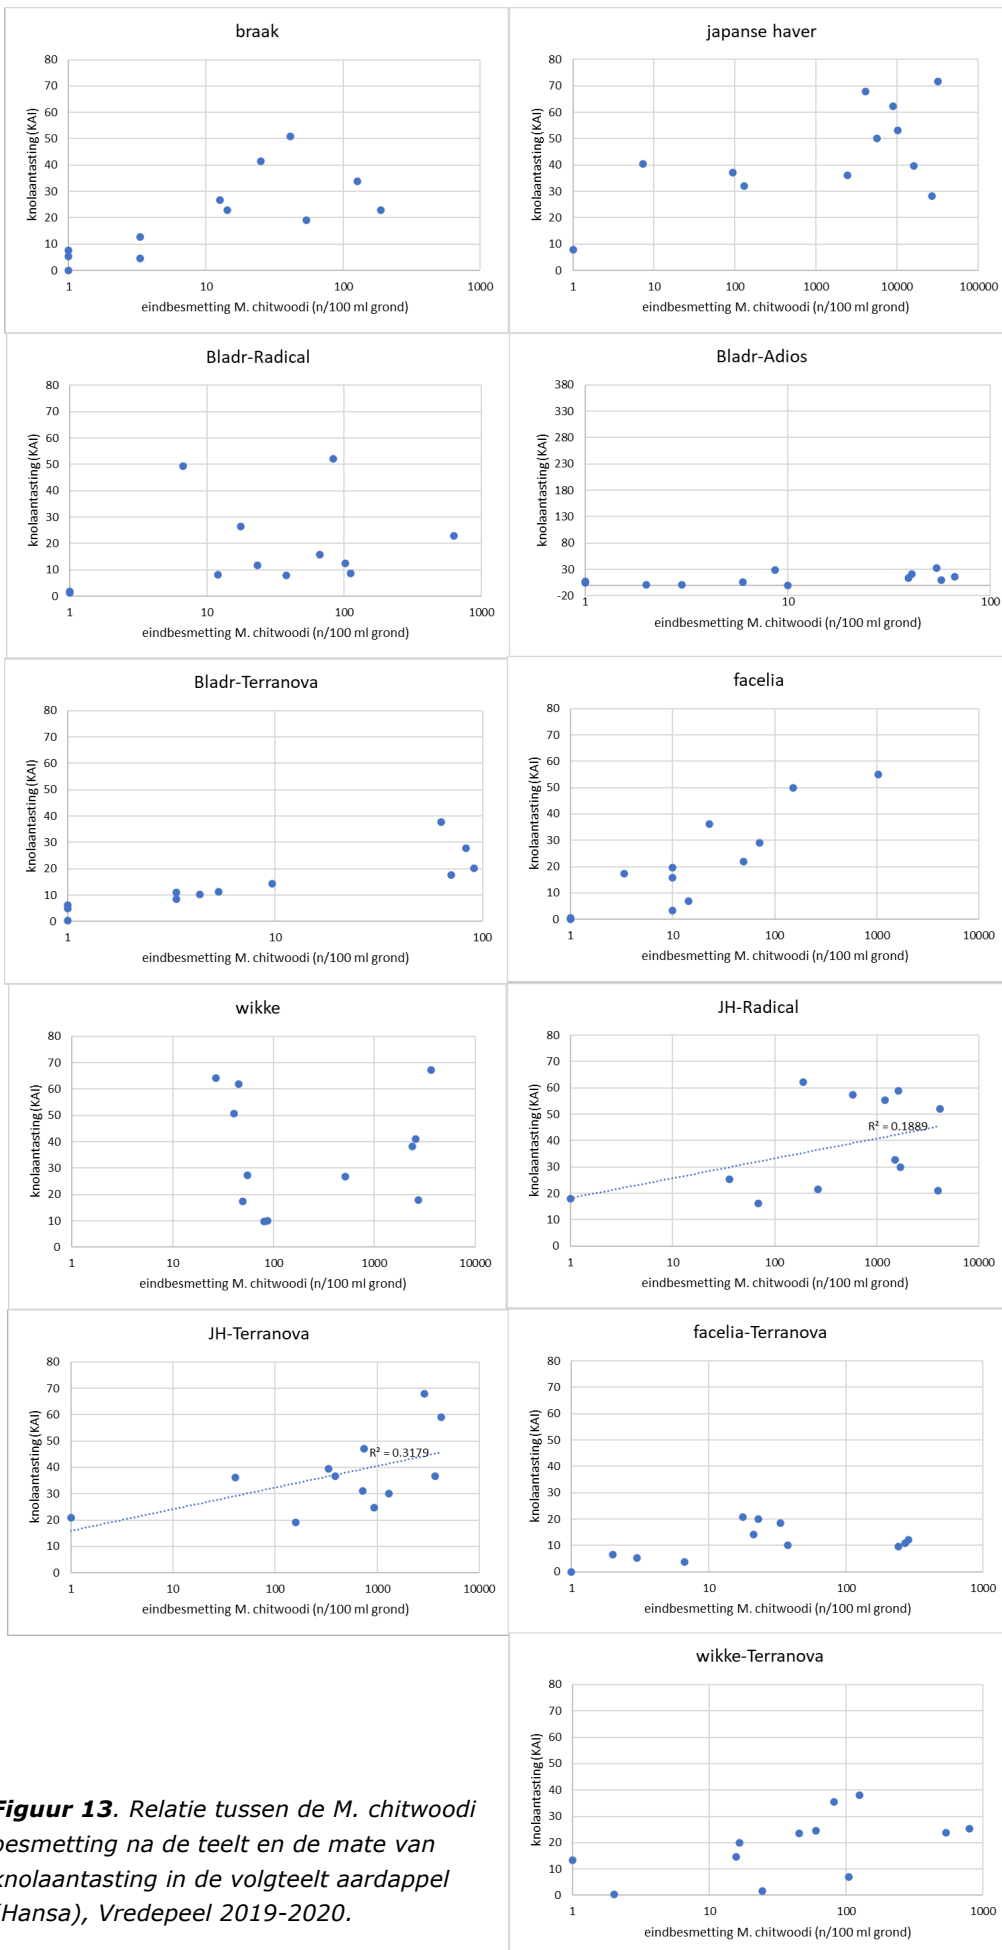 braak
80
70
60
50
40
30
20
10
0
knolaantasting (KAI)
1 10 100 1000
eindbesmetting M. chitwoodi (n/100 ml grond)
japanse haver
80
70
60
50
40
30
20
10
0
knolaantasting (KAI)
1 10 100 1000 10000 100000
eindbesmetting M. chitwoodi (n/100 ml grond)
Bladr-Radical
80
70
60
50
40
30
20
10
0
knolaantasting (KAI)
1 10 100 1000
eindbesmetting M. chitwoodi (n/100 ml grond)
Bladr-Adios
380
330
280
230
180
130
80
30
-20
knolaantasting (KAI)
1 10 100
eindbesmetting M. chitwoodi (n/100 ml grond)
Bladr-Terranova
80
70
60
50
40
30
20
10
0
knolaantasting (KAI)
1 10 100
eindbesmetting M. chitwoodi (n/100 ml grond)
facelia
80
70
60
50
40
30
20
10
0
knolaantasting (KAI)
1 10 100 1000 10000
eindbesmetting M. chitwoodi (n/100 ml grond)
wikke
80
70
60
50
40
30
20
10
0
knolaantasting (KAI)
1 10 100 1000 10000
eindbesmetting M. chitwoodi (n/100 ml grond)
JH-Radical
80
70
60
50
40
30
20
10
0
knolaantasting (KAI)
R² = 0.1889
1 10 100 1000 10000
eindbesmetting M. chitwoodi (n/100 ml grond)
JH-Terranova
80
70
60
50
40
30
20
10
0
knolaantasting (KAI)
R² = 0.3179
1 10 100 1000 10000
eindbesmetting M. chitwoodi (n/100 ml grond)
facelia-Terranova
80
70
60
50
40
30
20
10
0
knolaantasting (KAI)
1 10 100 1000
eindbesmetting M. chitwoodi (n/100 ml grond)
wikke-Terranova
80
70
60
50
40
30
20
10
0
knolaantasting (KAI)
1 10 100 1000
eindbesmetting M. chitwoodi (n/100 ml grond)
Figuur 13. Relatie tussen de M. chitwoodi
besmetting na de teelt en de mate van
knolaantasting in de volgteelt aardappel
(Hansa), Vredepeel 2019-2020.